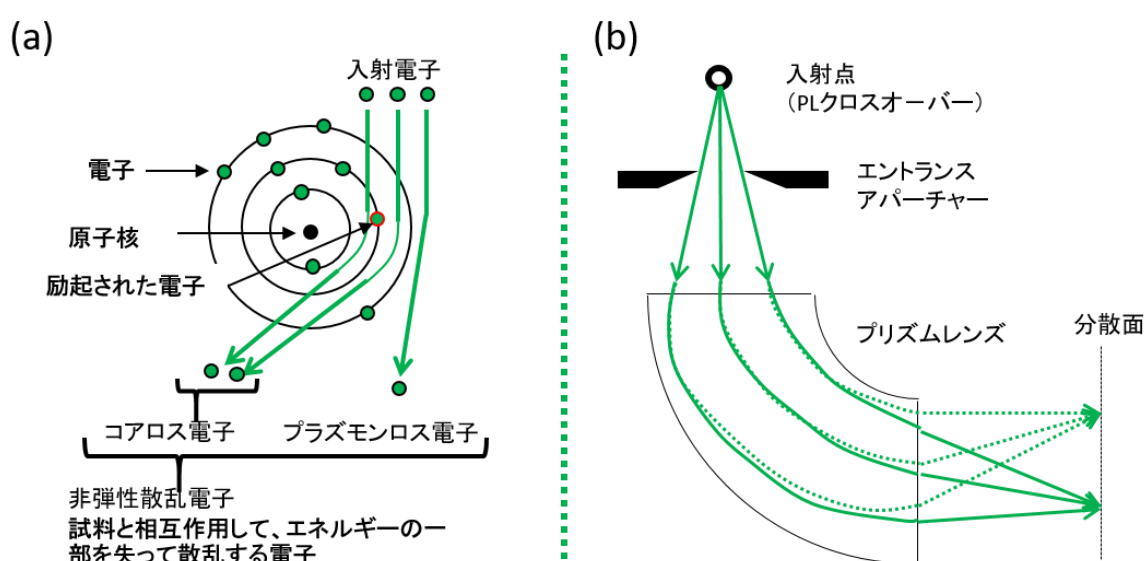 (a)
入射電子
電子
原子核
励起された電子
コアロス電子
プラズモンロス電子
非弾性散乱電子
試料と相互作用して、エネルギーの一
部を失って散乱する電子
(b)
入射点
（PLクロスオーバー）
エントランス
アパーチャー
プリズムレンズ
分散面